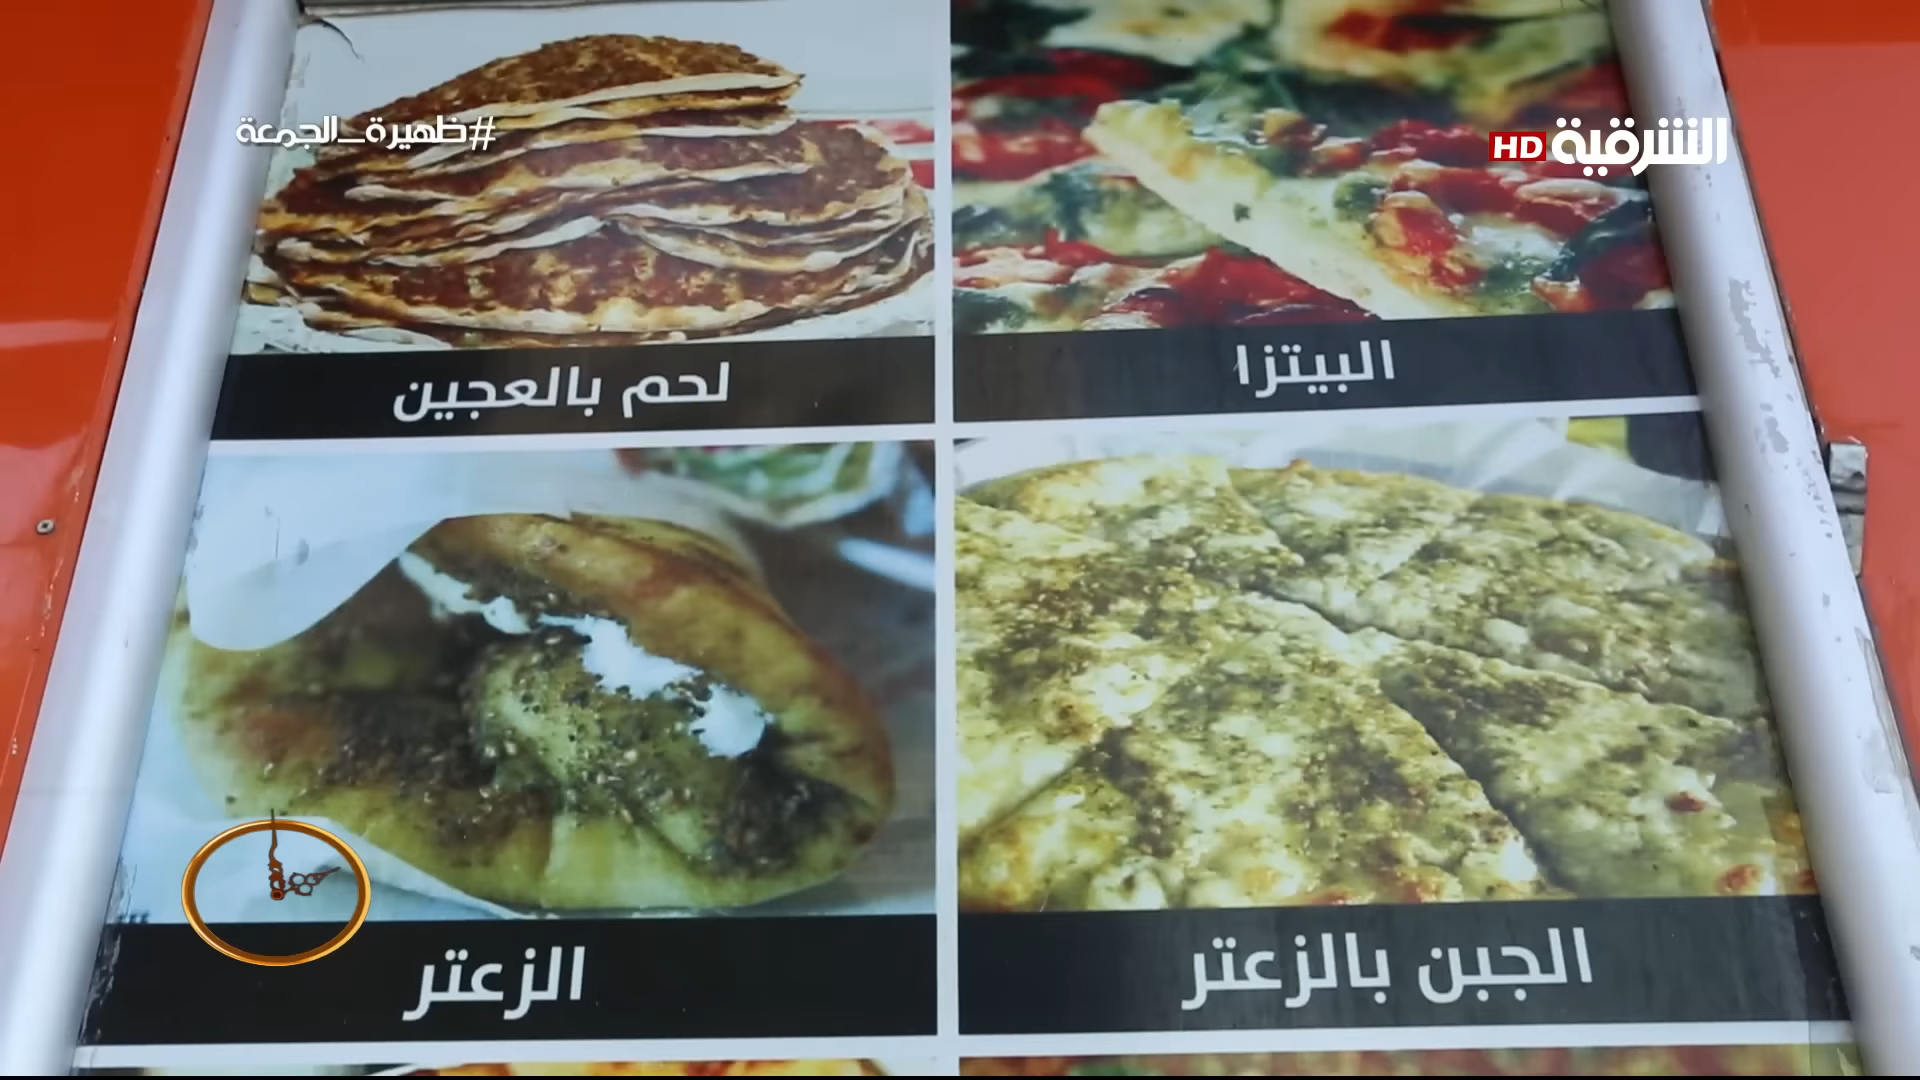 #ظهيرة_الجمعة
الشرقية HD
البيتزا
لحم بالعجين
الجبن بالزعتر
الزعتر